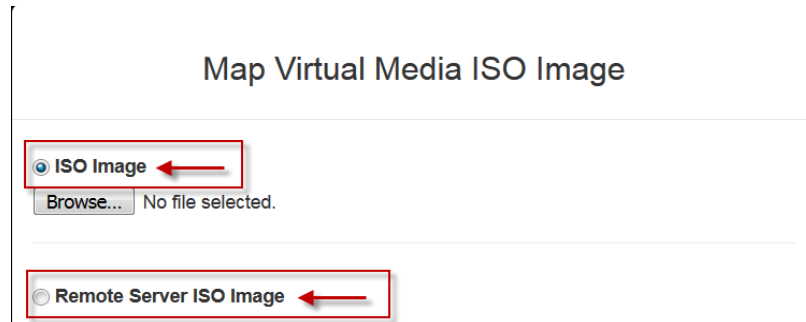 Map Virtual Media ISO Image
ISO Image
Browse... No file selected.
Remote Server ISO Image